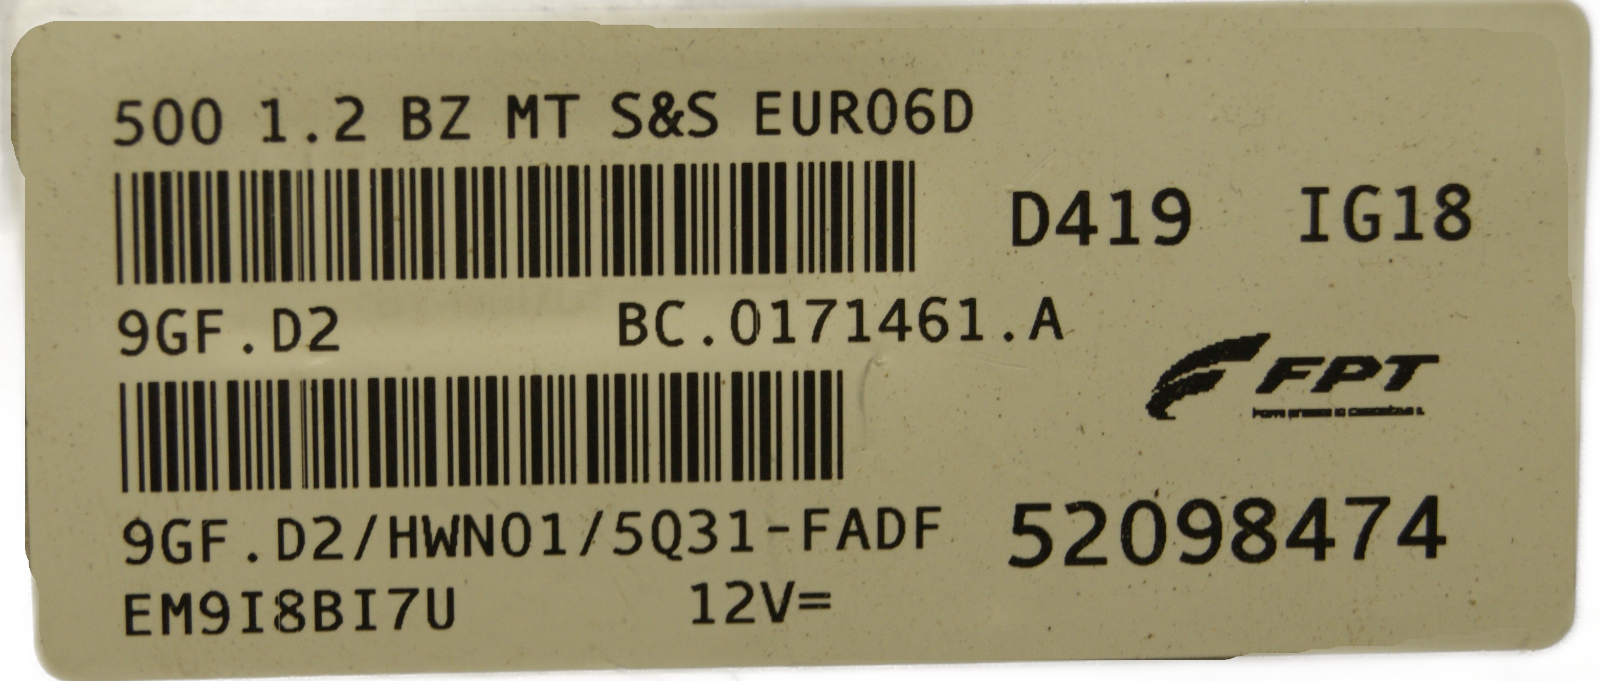 500 1.2 BZ MT S&S EURO6D
D419 IG18
9GF.D2 BC.0171461.A
FPT
9GF.D2/HWN01/5Q31-FADF 52098474
EM9I8BI7U 12V=